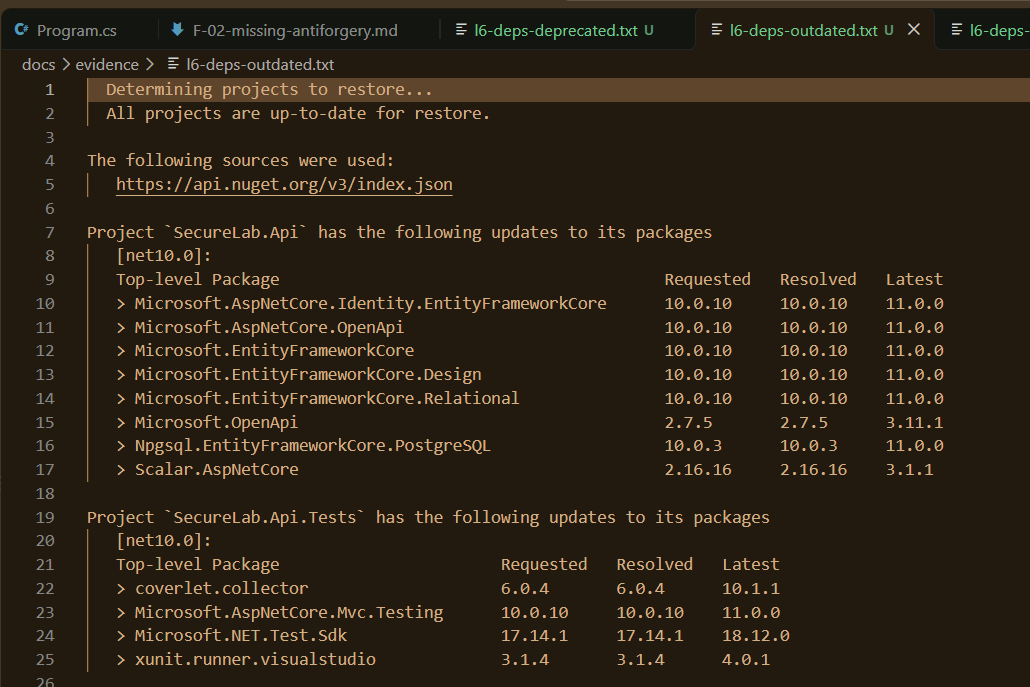 Program.cs F-02-missing-antiforgery.md l6-deps-deprecated.txt U l6-deps-outdated.txt U l6-deps-
docs > evidence > l6-deps-outdated.txt
1 Determining projects to restore...
2 All projects are up-to-date for restore.
3
4 The following sources were used:
5 https://api.nuget.org/v3/index.json
6
7 Project `SecureLab.Api` has the following updates to its packages
8 [net10.0]:
9 Top-level Package Requested Resolved Latest
10 > Microsoft.AspNetCore.Identity.EntityFrameworkCore 10.0.10 10.0.10 11.0.0
11 > Microsoft.AspNetCore.OpenApi 10.0.10 10.0.10 11.0.0
12 > Microsoft.EntityFrameworkCore 10.0.10 10.0.10 11.0.0
13 > Microsoft.EntityFrameworkCore.Design 10.0.10 10.0.10 11.0.0
14 > Microsoft.EntityFrameworkCore.Relational 10.0.10 10.0.10 11.0.0
15 > Microsoft.OpenApi 2.7.5 2.7.5 3.11.1
16 > Npgsql.EntityFrameworkCore.PostgreSQL 10.0.3 10.0.3 11.0.0
17 > Scalar.AspNetCore 2.16.16 2.16.16 3.1.1
18
19 Project `SecureLab.Api.Tests` has the following updates to its packages
20 [net10.0]:
21 Top-level Package Requested Resolved Latest
22 > coverlet.collector 6.0.4 6.0.4 10.1.1
23 > Microsoft.AspNetCore.Mvc.Testing 10.0.10 10.0.10 11.0.0
24 > Microsoft.NET.Test.Sdk 17.14.1 17.14.1 18.12.0
25 > xunit.runner.visualstudio 3.1.4 3.1.4 4.0.1
26